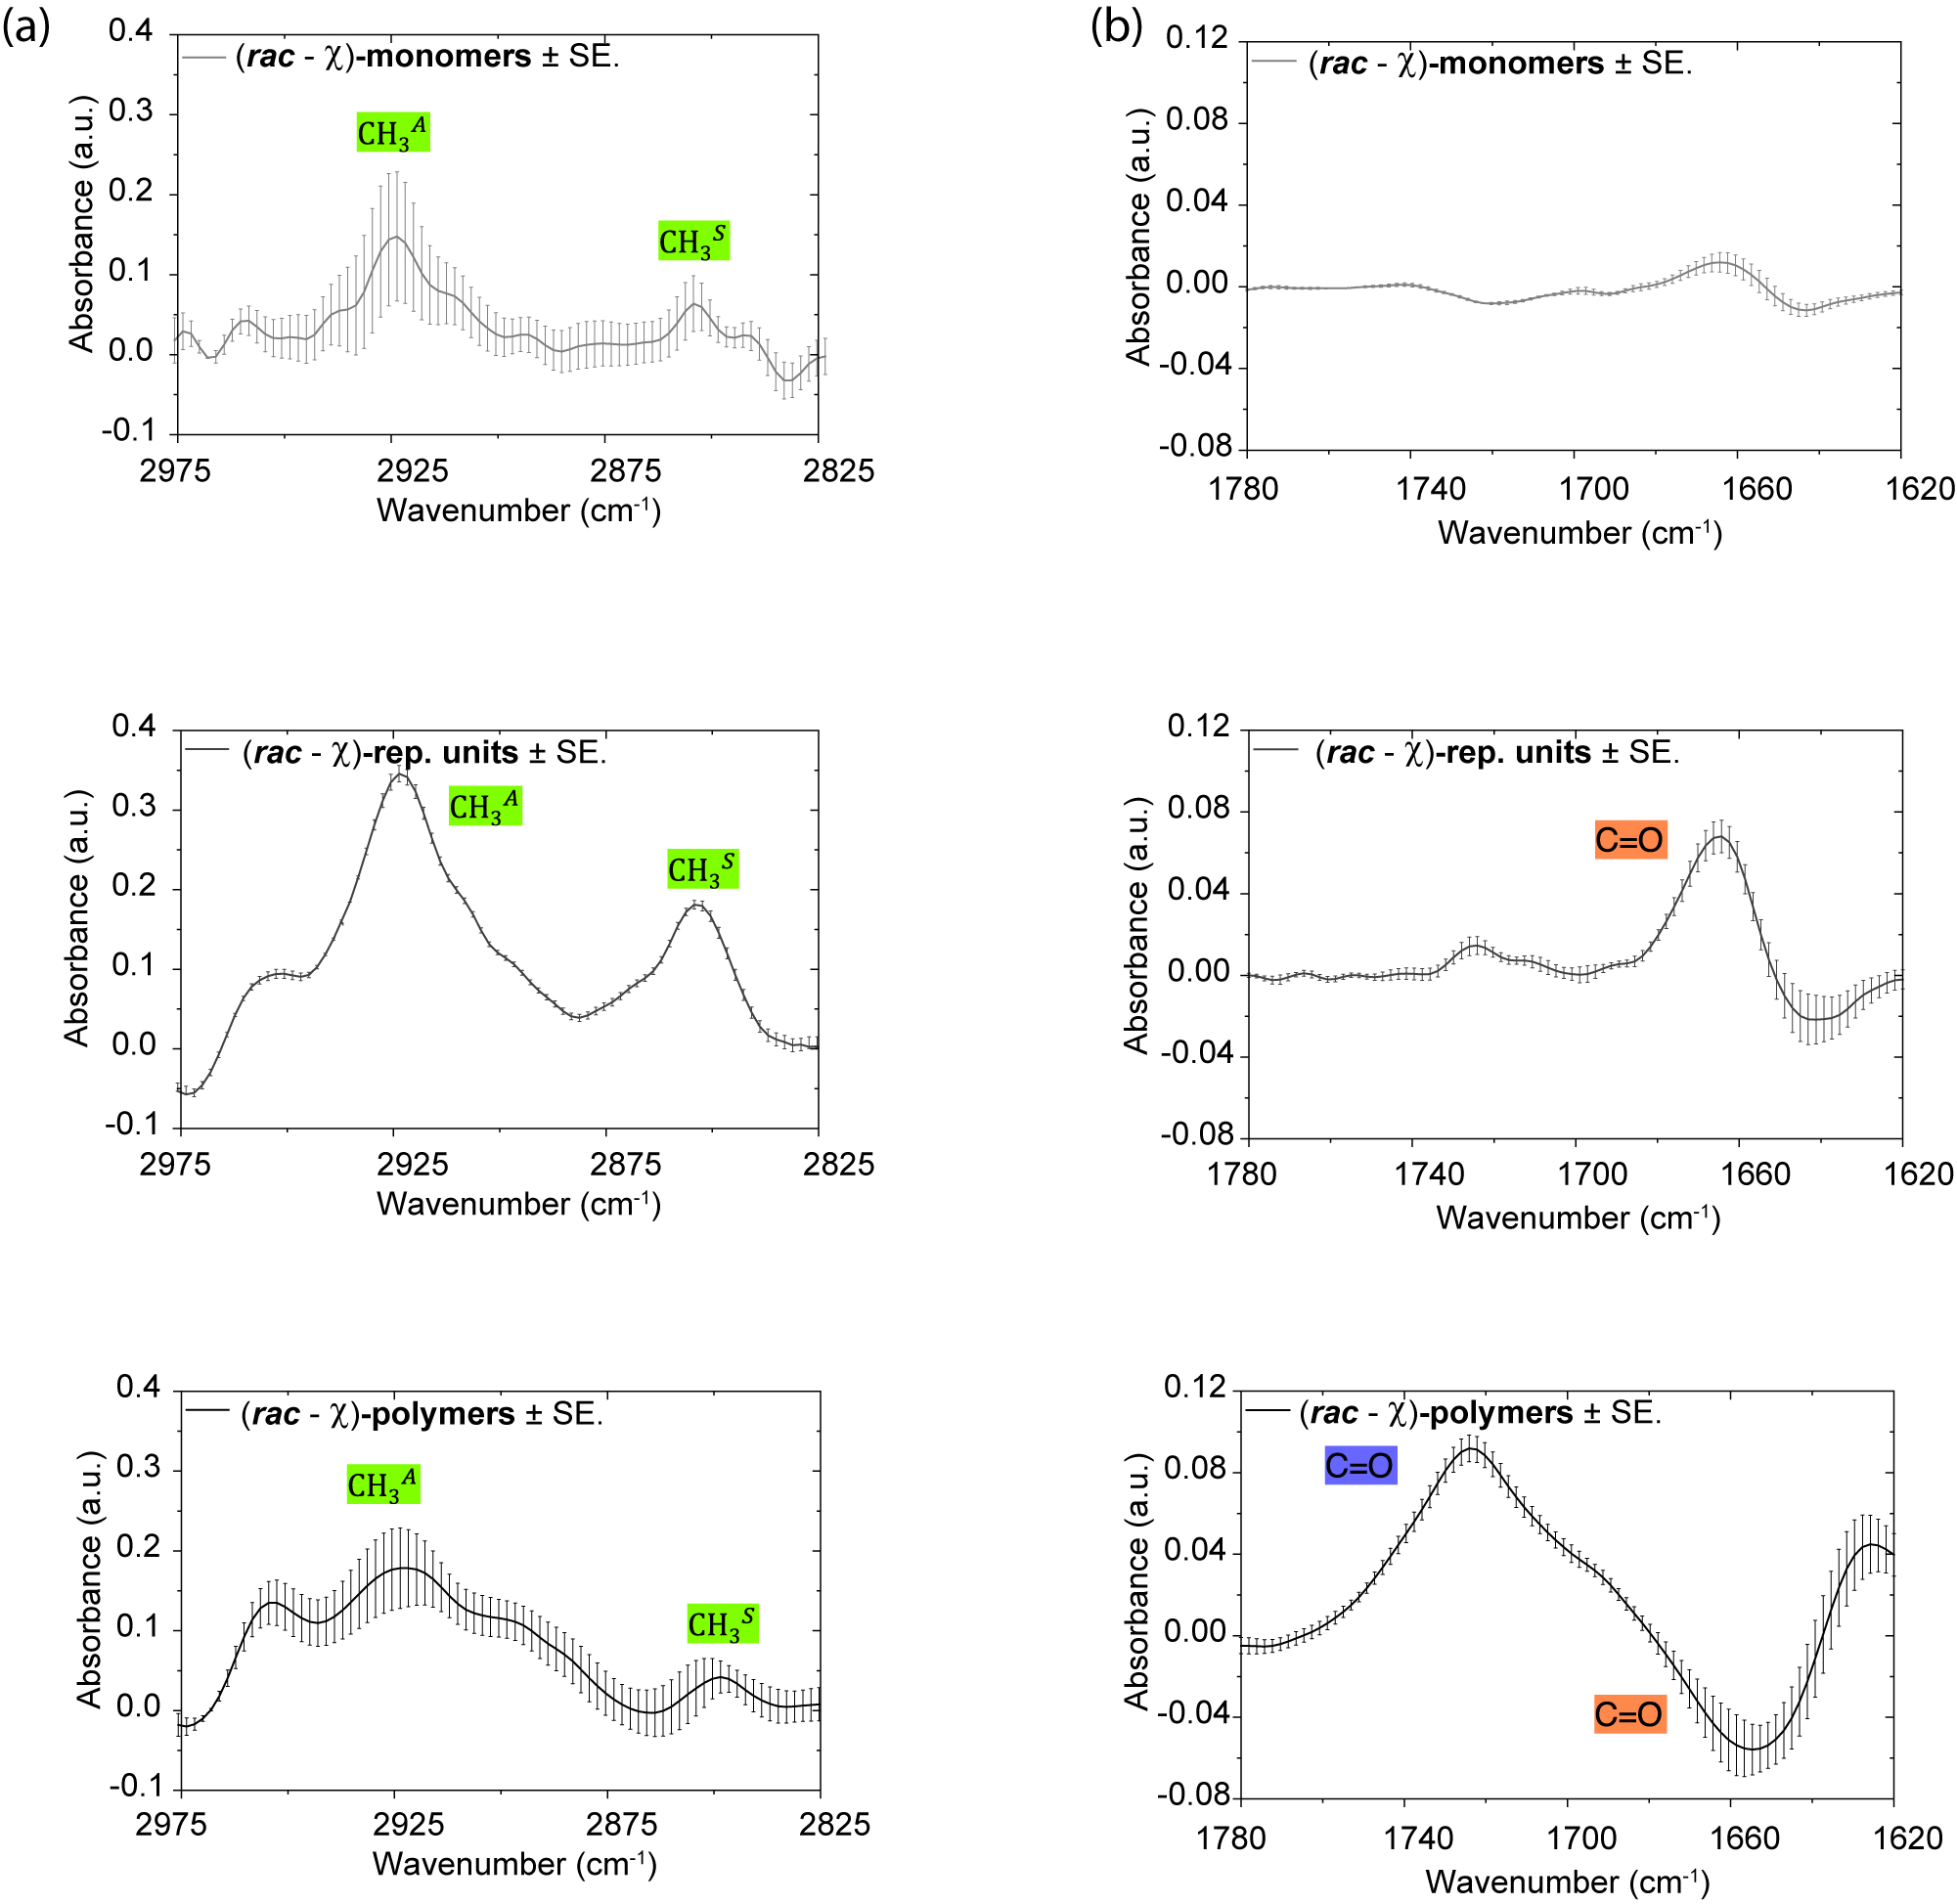 (a)
0.4
0.3
0.2
0.1
0.0
-0.1
Absorbance (a.u.)
(rac - χ)-monomers ± SE.
CH₃ᴬ
CH₃ˢ
2975 2925 2875 2825
Wavenumber (cm⁻¹)
(b)
0.12
0.08
0.04
0.00
-0.04
-0.08
Absorbance (a.u.)
(rac - χ)-monomers ± SE.
1780 1740 1700 1660 1620
Wavenumber (cm⁻¹)
0.4
0.3
0.2
0.1
0.0
-0.1
Absorbance (a.u.)
(rac - χ)-rep. units ± SE.
CH₃ᴬ
CH₃ˢ
2975 2925 2875 2825
Wavenumber (cm⁻¹)
0.12
0.08
0.04
0.00
-0.04
-0.08
Absorbance (a.u.)
(rac - χ)-rep. units ± SE.
C=O
1780 1740 1700 1660 1620
Wavenumber (cm⁻¹)
0.4
0.3
0.2
0.1
0.0
-0.1
Absorbance (a.u.)
(rac - χ)-polymers ± SE.
CH₃ᴬ
CH₃ˢ
2975 2925 2875 2825
Wavenumber (cm⁻¹)
0.12
0.08
0.04
0.00
-0.04
-0.08
Absorbance (a.u.)
(rac - χ)-polymers ± SE.
C=O
C=O
1780 1740 1700 1660 1620
Wavenumber (cm⁻¹)